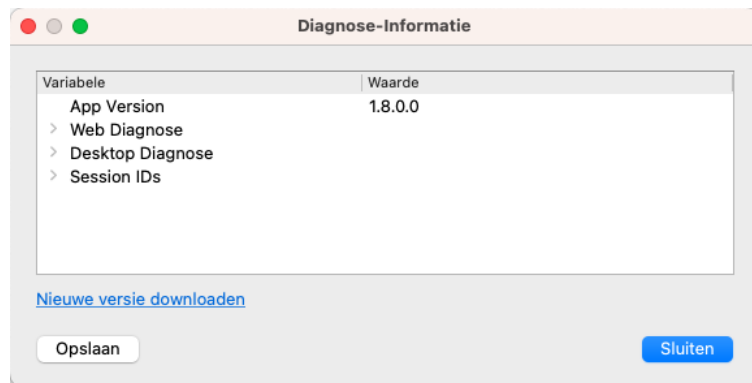 Diagnose-Informatie
Variabele Waarde
App Version 1.8.0.0
Web Diagnose
Desktop Diagnose
Session IDs
Nieuwe versie downloaden
Opslaan Sluiten